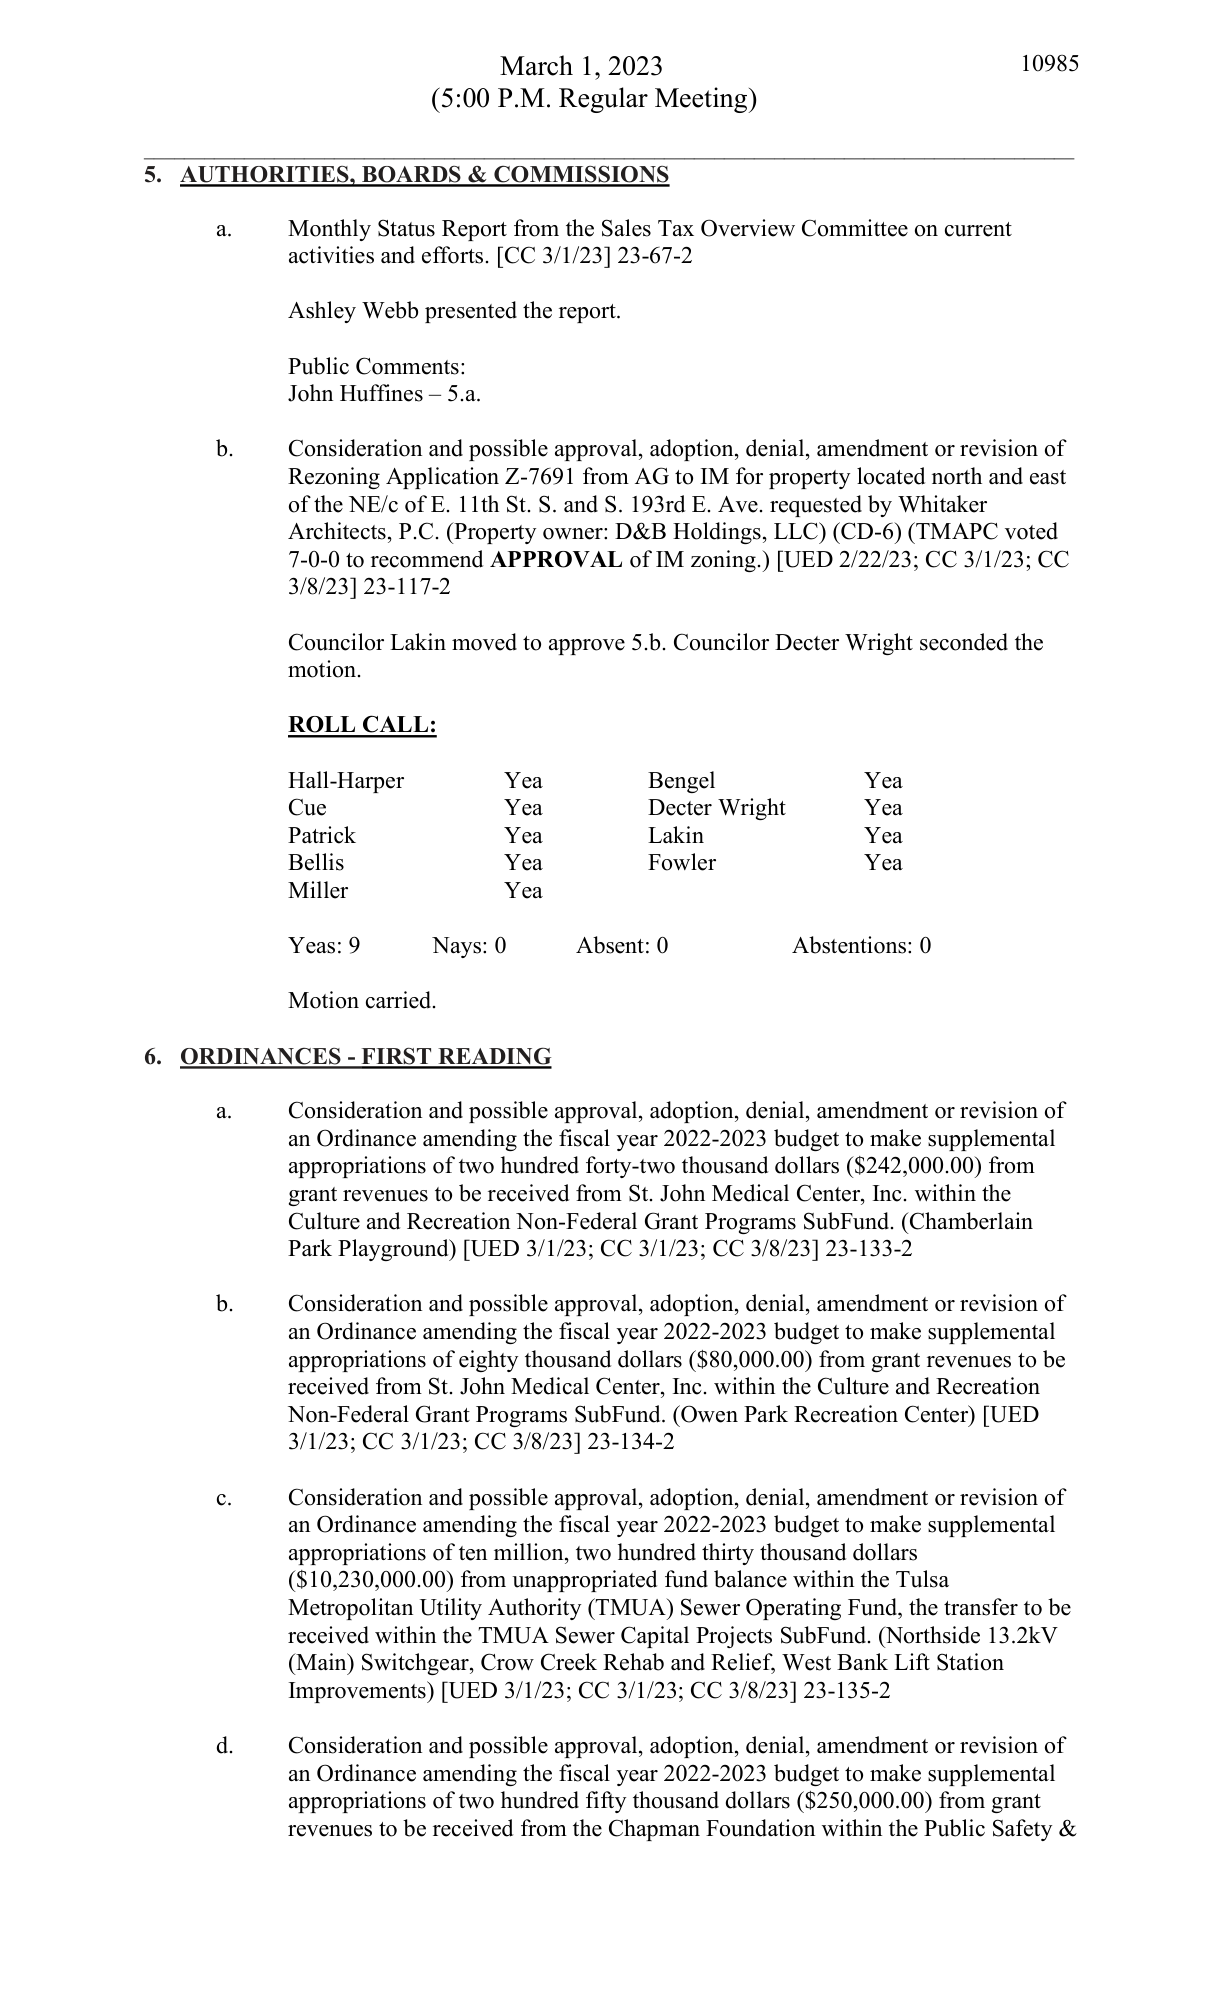 March 1, 2023
10985
(5:00 P.M. Regular Meeting)
5. AUTHORITIES, BOARDS & COMMISSIONS
a. Monthly Status Report from the Sales Tax Overview Committee on current
activities and efforts. [CC 3/1/23] 23-67-2
Ashley Webb presented the report.
Public Comments:
John Huffines – 5.a.
b. Consideration and possible approval, adoption, denial, amendment or revision of
Rezoning Application Z-7691 from AG to IM for property located north and east
of the NE/c of E. 11th St. S. and S. 193rd E. Ave. requested by Whitaker
Architects, P.C. (Property owner: D&B Holdings, LLC) (CD-6) (TMAPC voted
7-0-0 to recommend APPROVAL of IM zoning.) [UED 2/22/23; CC 3/1/23; CC
3/8/23] 23-117-2
Councilor Lakin moved to approve 5.b. Councilor Decter Wright seconded the
motion.
ROLL CALL:
Hall-Harper Yea Bengel Yea
Cue Yea Decter Wright Yea
Patrick Yea Lakin Yea
Bellis Yea Fowler Yea
Miller Yea
Yeas: 9 Nays: 0 Absent: 0 Abstentions: 0
Motion carried.
6. ORDINANCES - FIRST READING
a. Consideration and possible approval, adoption, denial, amendment or revision of
an Ordinance amending the fiscal year 2022-2023 budget to make supplemental
appropriations of two hundred forty-two thousand dollars ($242,000.00) from
grant revenues to be received from St. John Medical Center, Inc. within the
Culture and Recreation Non-Federal Grant Programs SubFund. (Chamberlain
Park Playground) [UED 3/1/23; CC 3/1/23; CC 3/8/23] 23-133-2
b. Consideration and possible approval, adoption, denial, amendment or revision of
an Ordinance amending the fiscal year 2022-2023 budget to make supplemental
appropriations of eighty thousand dollars ($80,000.00) from grant revenues to be
received from St. John Medical Center, Inc. within the Culture and Recreation
Non-Federal Grant Programs SubFund. (Owen Park Recreation Center) [UED
3/1/23; CC 3/1/23; CC 3/8/23] 23-134-2
c. Consideration and possible approval, adoption, denial, amendment or revision of
an Ordinance amending the fiscal year 2022-2023 budget to make supplemental
appropriations of ten million, two hundred thirty thousand dollars
($10,230,000.00) from unappropriated fund balance within the Tulsa
Metropolitan Utility Authority (TMUA) Sewer Operating Fund, the transfer to be
received within the TMUA Sewer Capital Projects SubFund. (Northside 13.2kV
(Main) Switchgear, Crow Creek Rehab and Relief, West Bank Lift Station
Improvements) [UED 3/1/23; CC 3/1/23; CC 3/8/23] 23-135-2
d. Consideration and possible approval, adoption, denial, amendment or revision of
an Ordinance amending the fiscal year 2022-2023 budget to make supplemental
appropriations of two hundred fifty thousand dollars ($250,000.00) from grant
revenues to be received from the Chapman Foundation within the Public Safety &